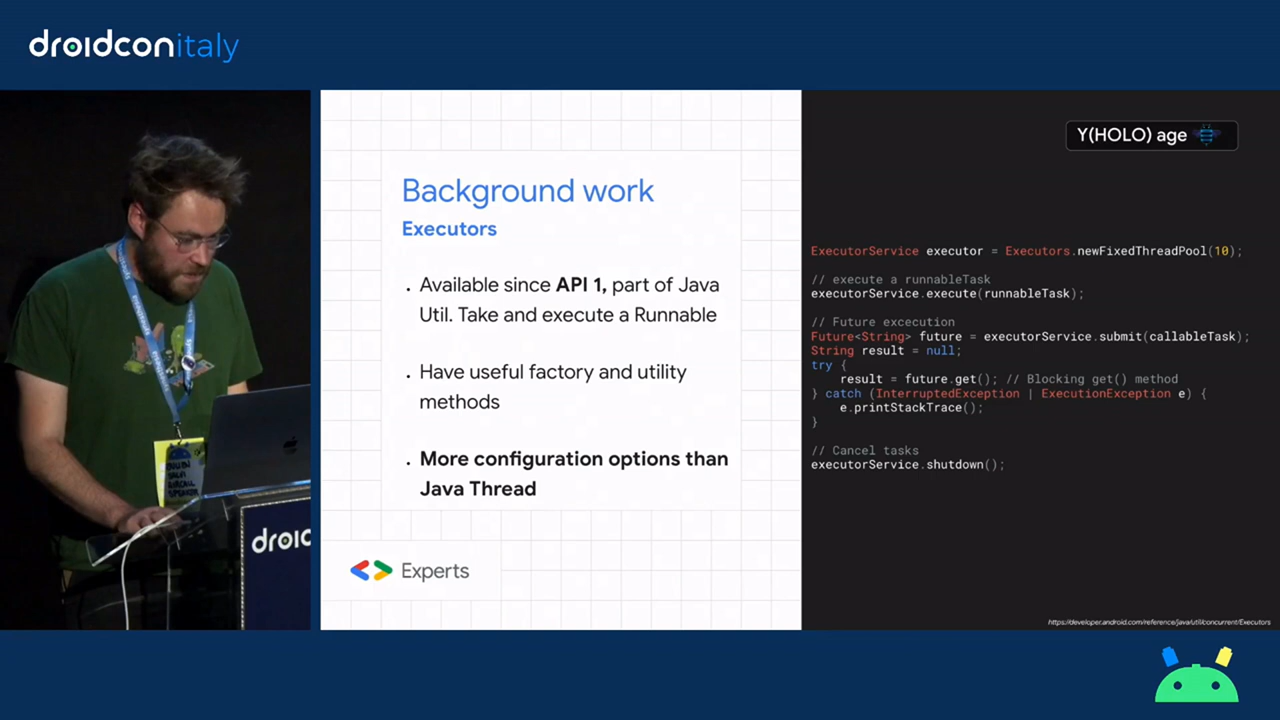 droidconitaly
Background work
Executors
. Available since API 1, part of Java
Util. Take and execute a Runnable
. Have useful factory and utility
methods
. More configuration options than
Java Thread
Experts
Y(HOLO) age
ExecutorService executor = Executors.newFixedThreadPool(10);
// execute a runnableTask
executorService.execute(runnableTask);
// Future excecution
Future<String> future = executorService.submit(callableTask);
String result = null;
try {
result = future.get(); // Blocking get() method
} catch (InterruptedException | ExecutionException e) {
e.printStackTrace();
}
// Cancel tasks
executorService.shutdown();
https://developer.android.com/reference/java/util/concurrent/Executors
SPEAKER
droidc